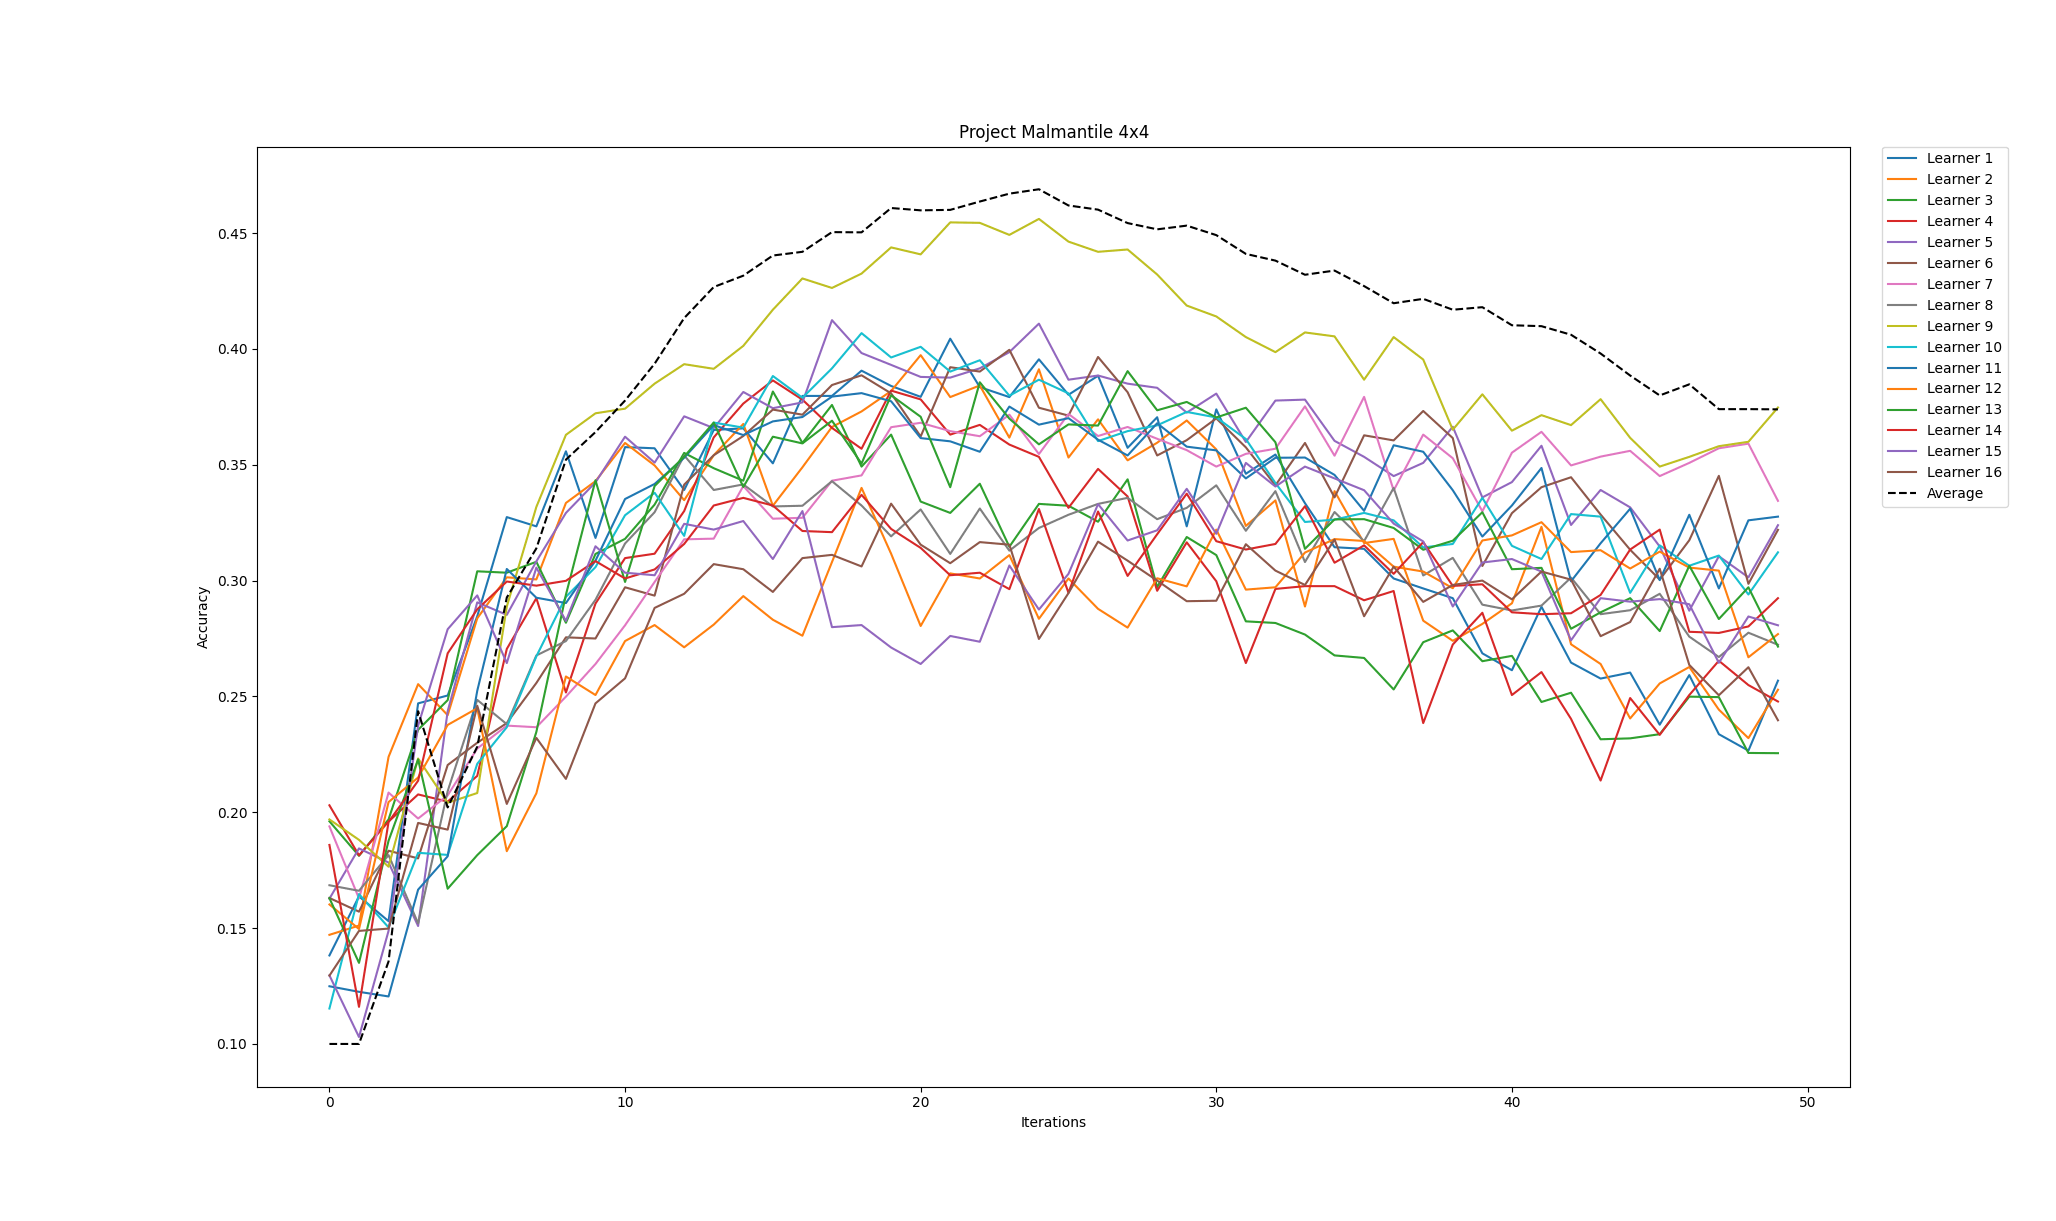 Project Malmantile 4x4
Accuracy
0.45
0.40
0.35
0.30
0.25
0.20
0.15
0.10
0
10
20
30
40
50
Iterations
Learner 1
Learner 2
Learner 3
Learner 4
Learner 5
Learner 6
Learner 7
Learner 8
Learner 9
Learner 10
Learner 11
Learner 12
Learner 13
Learner 14
Learner 15
Learner 16
Average